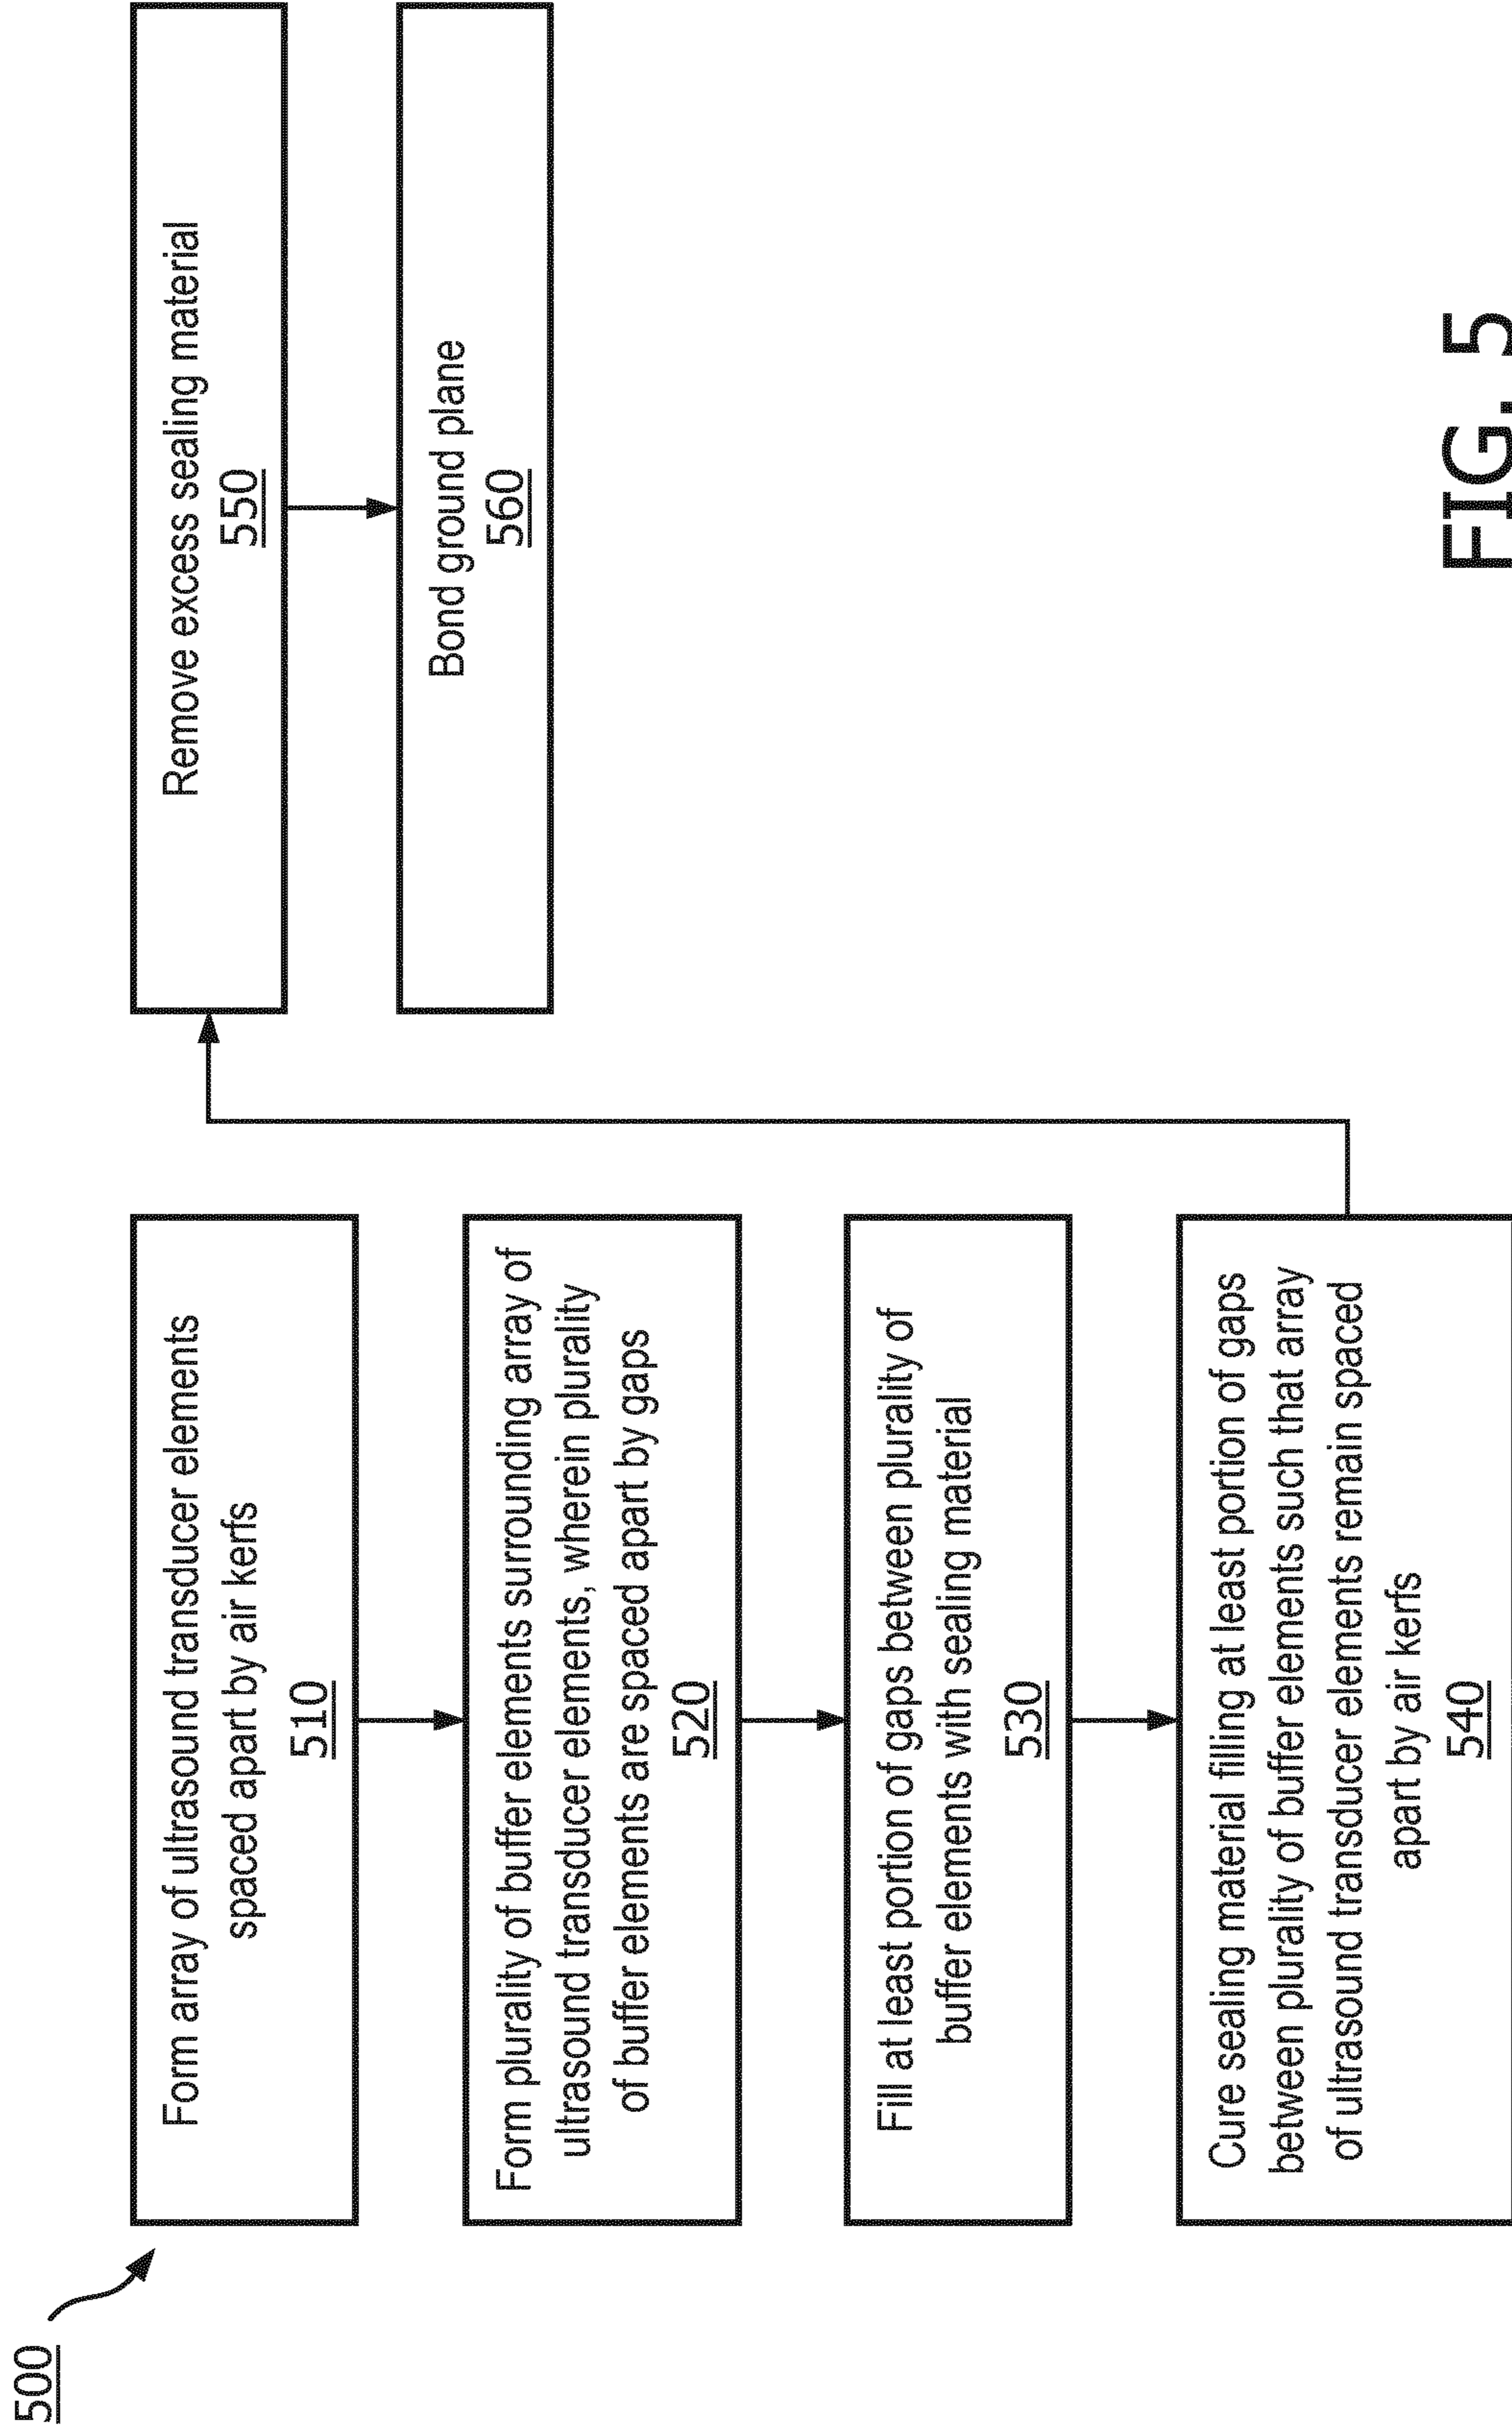 500
Form array of ultrasound transducer elements
spaced apart by air kerfs
510
Form plurality of buffer elements surrounding array of
ultrasound transducer elements, wherein plurality
of buffer elements are spaced apart by gaps
520
Fill at least portion of gaps between plurality of
buffer elements with sealing material
530
Cure sealing material filling at least portion of gaps
between plurality of buffer elements such that array
of ultrasound transducer elements remain spaced
apart by air kerfs
540
Remove excess sealing material
550
Bond ground plane
560
FIG. 5